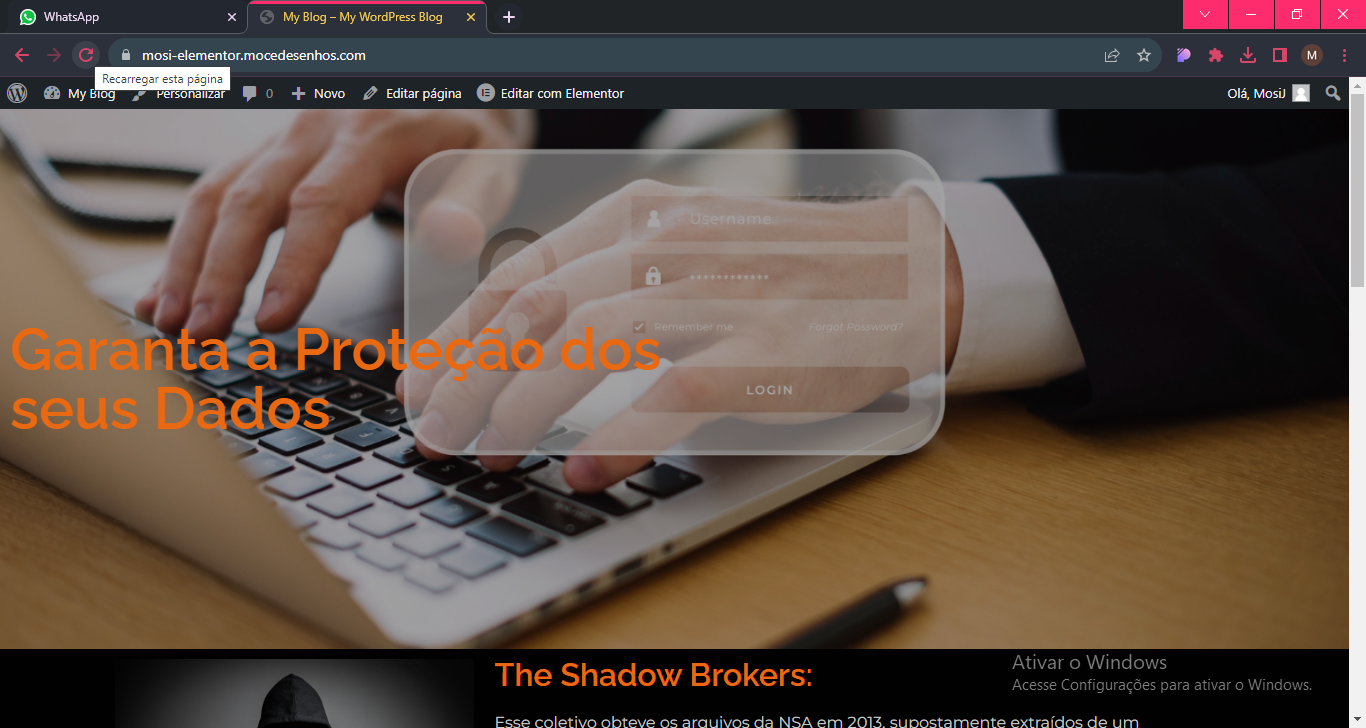 WhatsApp
My Blog – My WordPress Blog
mosi-elementor.mocedesenhos.com
M
Recarregar esta página
My Blog
Personalizar
0
Novo
Editar página
Editar com Elementor
Olá, MosiJ
Username
Remember me
Forgot Password?
LOGIN
Garanta a Proteção dos
seus Dados
The Shadow Brokers:
Ativar o Windows
Acesse Configurações para ativar o Windows.
Esse coletivo obteve os arquivos da NSA em 2013, supostamente extraídos de um